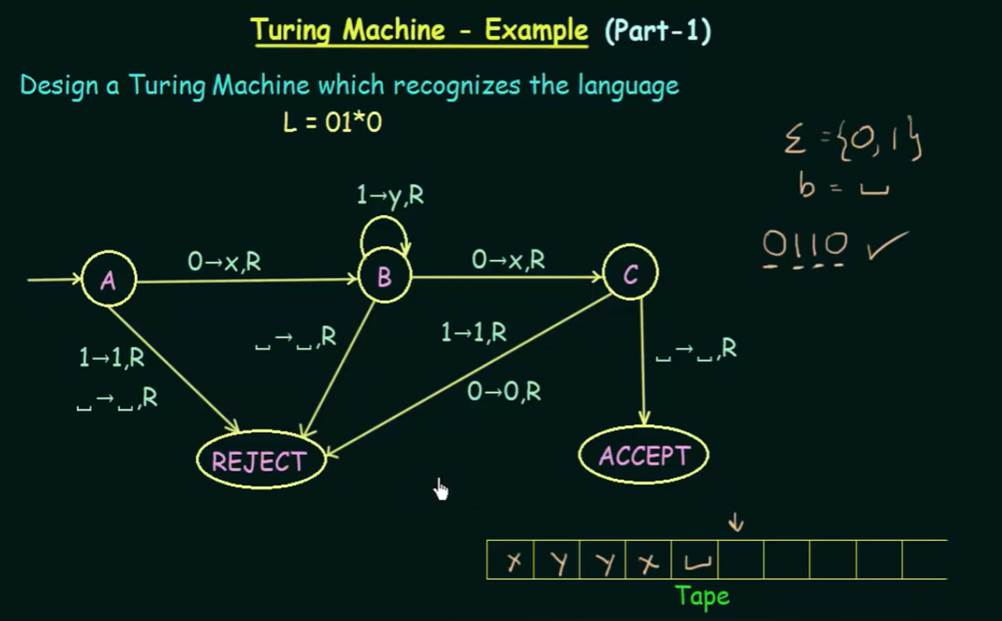 Turing Machine - Example (Part-1)
Design a Turing Machine which recognizes the language
L = 01*0
Σ = {0, 1}
b = ␣
0110 ✓
1→y,R
0→x,R
0→x,R
A
B
C
1→1,R
␣→␣,R
␣→␣,R
1→1,R
0→0,R
␣→␣,R
REJECT
ACCEPT
x y y x ␣
Tape